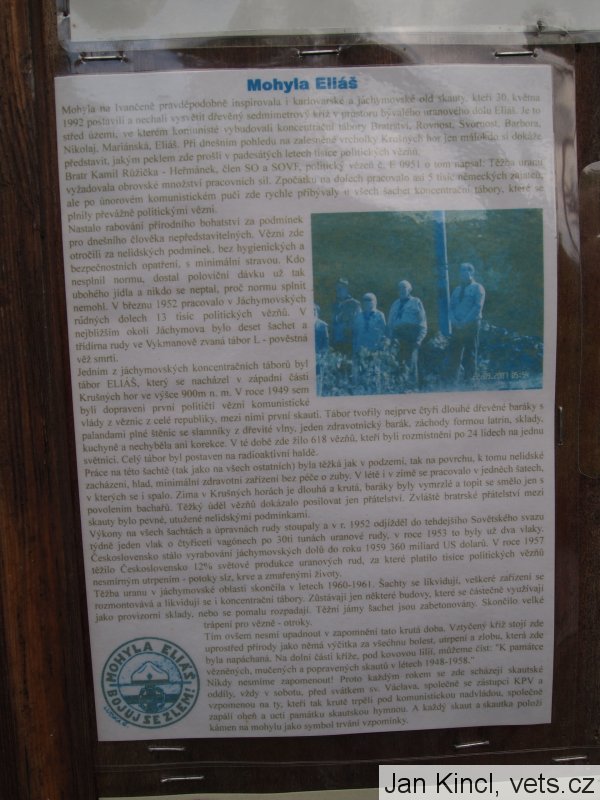 Mohyla Eliáš
Mohyla na Ivančeně pravděpodobně inspirovala i karlovarské a jáchymovské old skauty, kteří 30. května
1992 postavili a nechali vysvětit dřevěný sedmimetrový kříž v prostoru bývalého uranového dolu Eliáš. Je to
střed území, ve kterém komunisté vybudovali koncentrační tábory Bratrství, Rovnost, Svornost, Barbora,
Nikolaj, Mariánská, Eliáš. Při dnešním pohledu na zalesněné vrcholky Krušných hor jen málokdo si dokáže
představit, jakým peklem zde prošli v padesátých letech tisíce politických vězňů.
Bratr Kamil Růžička - Heřmánek, člen SO a SOVF, politický vězeň č. E 0951 o tom napsal: Těžba uranu
vyžadovala obrovské množství pracovních sil. Zpočátku na dolech pracovalo asi 5 tisíc německých zajatců,
ale po únorovém komunistickém puči zde rychle přibývaly u všech šachet koncentrační tábory, které se
plnily převážně politickými vězni.
Nastalo rabování přírodního bohatství za podmínek
pro dnešního člověka nepředstavitelných. Vězni zde
otročili za nelidských podmínek, bez hygienických a
bezpečnostních opatření, s minimální stravou. Kdo
nesplnil normu, dostal poloviční dávku už tak
ubohého jídla a nikdo se neptal, proč normu splnit
nemohl. V březnu 1952 pracovalo v Jáchymovských
rudných dolech 13 tisíc politických vězňů. V
nejbližším okolí Jáchymova bylo deset šachet a
třídírna rudy ve Vykmanově zvaná tábor L - pověstná
věž smrti.
Jedním z jáchymovských koncentračních táborů byl
tábor ELIÁŠ, který se nacházel v západní části
Krušných hor ve výšce 900m n. m. V roce 1949 sem
byli dopraveni první političtí vězni komunistické
vlády z věznic z celé republiky, mezi nimi první skauti. Tábor tvořily nejprve čtyři dlouhé dřevěné baráky s
palandami plné štěnic se slamníky z dřevité vlny, jeden zdravotnický barák, záchody formou latrín, sklady,
kuchyně a nechyběla ani korekce. V té době zde žilo 618 vězňů, kteří byli rozmístněni po 24 lidech na jednu
světnici. Celý tábor byl postaven na radioaktivní haldě.
Práce na této šachtě (tak jako na všech ostatních) byla těžká jak v podzemí, tak na povrchu, k tomu nelidské
zacházení, hlad, minimální zdravotní zařízení bez péče o zuby. V létě i v zimě se pracovalo v jedněch šatech,
v kterých se i spalo. Zima v Krušných horách je dlouhá a krutá, baráky byly vymrzlé a topit se smělo jen s
povolením bachařů. Těžký úděl vězňů dokázalo posilovat jen přátelství. Zvláště bratrské přátelství mezi
skauty bylo pevné, utužené nelidskými podmínkami.
Výkony na všech šachtách a úpravnách rudy stoupaly a v r. 1952 odjížděl do tehdejšího Sovětského svazu
týdně jeden vlak o čtyřiceti vagónech po 30ti tunách uranové rudy, v roce 1953 to byly už dva vlaky.
Československo stálo vyrabování jáchymovských dolů do roku 1959 360 miliard US dolarů. V roce 1957
těžilo Československo 12% světové produkce uranových rud, za které platilo tisíce politických vězňů
nesmírným utrpením - potoky slz, krve a zmařenými životy.
Těžba uranu v jáchymovské oblasti skončila v letech 1960-1961. Šachty se likvidují, veškeré zařízení se
rozmontovává a likvidují se i koncentrační tábory. Zůstávají jen některé budovy, které se částečně využívají
jako provizorní sklady, nebo se pomalu rozpadají. Těžní jámy šachet jsou zabetonovány. Skončilo velké
trápení pro vězně - otroky.
Tím ovšem nesmí upadnout v zapomnění tato krutá doba. Vztyčený kříž stojí zde
uprostřed přírody jako němá výčitka za všechnu bolest, utrpení a zlobu, která zde
byla napáchaná. Na dolní části kříže, pod kovovou lilií, můžeme číst: "K památce
vězněných, mučených a popravených skautů v létech 1948-1958."
Nikdy nesmíme zapomenout! Proto každým rokem se zde scházejí skautské
oddíly, vždy v sobotu, před svátkem sv. Václava, společně se zástupci KPV a
vzpomenou na ty, kteří tak krutě trpěli pod komunistickou nadvládou, společně
zapálí oheň a uctí památku skautskou hymnou. A každý skaut a skautka položí
kámen na mohylu jako symbol trvání vzpomínky.
MOHYLA ELIÁŠ
BOJUJ SE ZLEM!
Jan Kincl, vets.cz